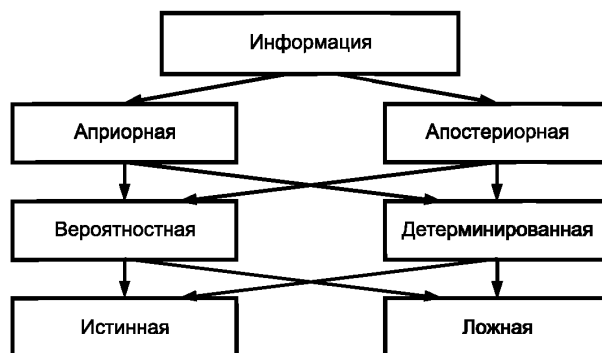 Информация
Априорная
Апостериорная
Вероятностная
Детерминированная
Истинная
Ложная